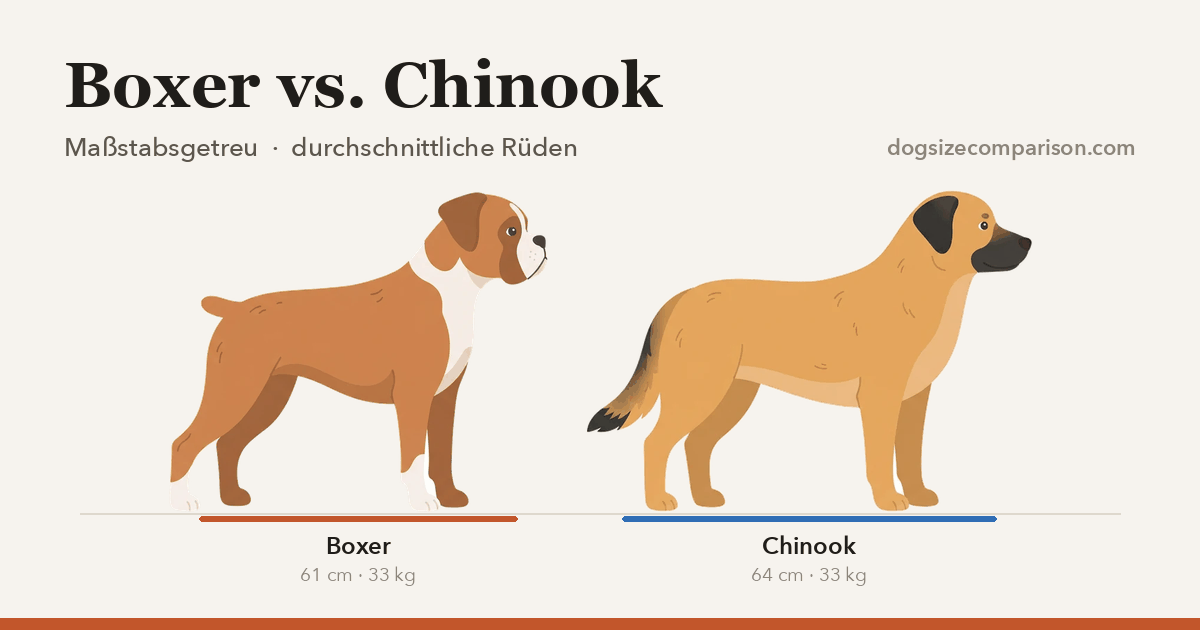 Boxer vs. Chinook
Maßstabsgetreu · durchschnittliche Rüden
dogsizecomparison.com
Boxer
61 cm · 33 kg
Chinook
64 cm · 33 kg